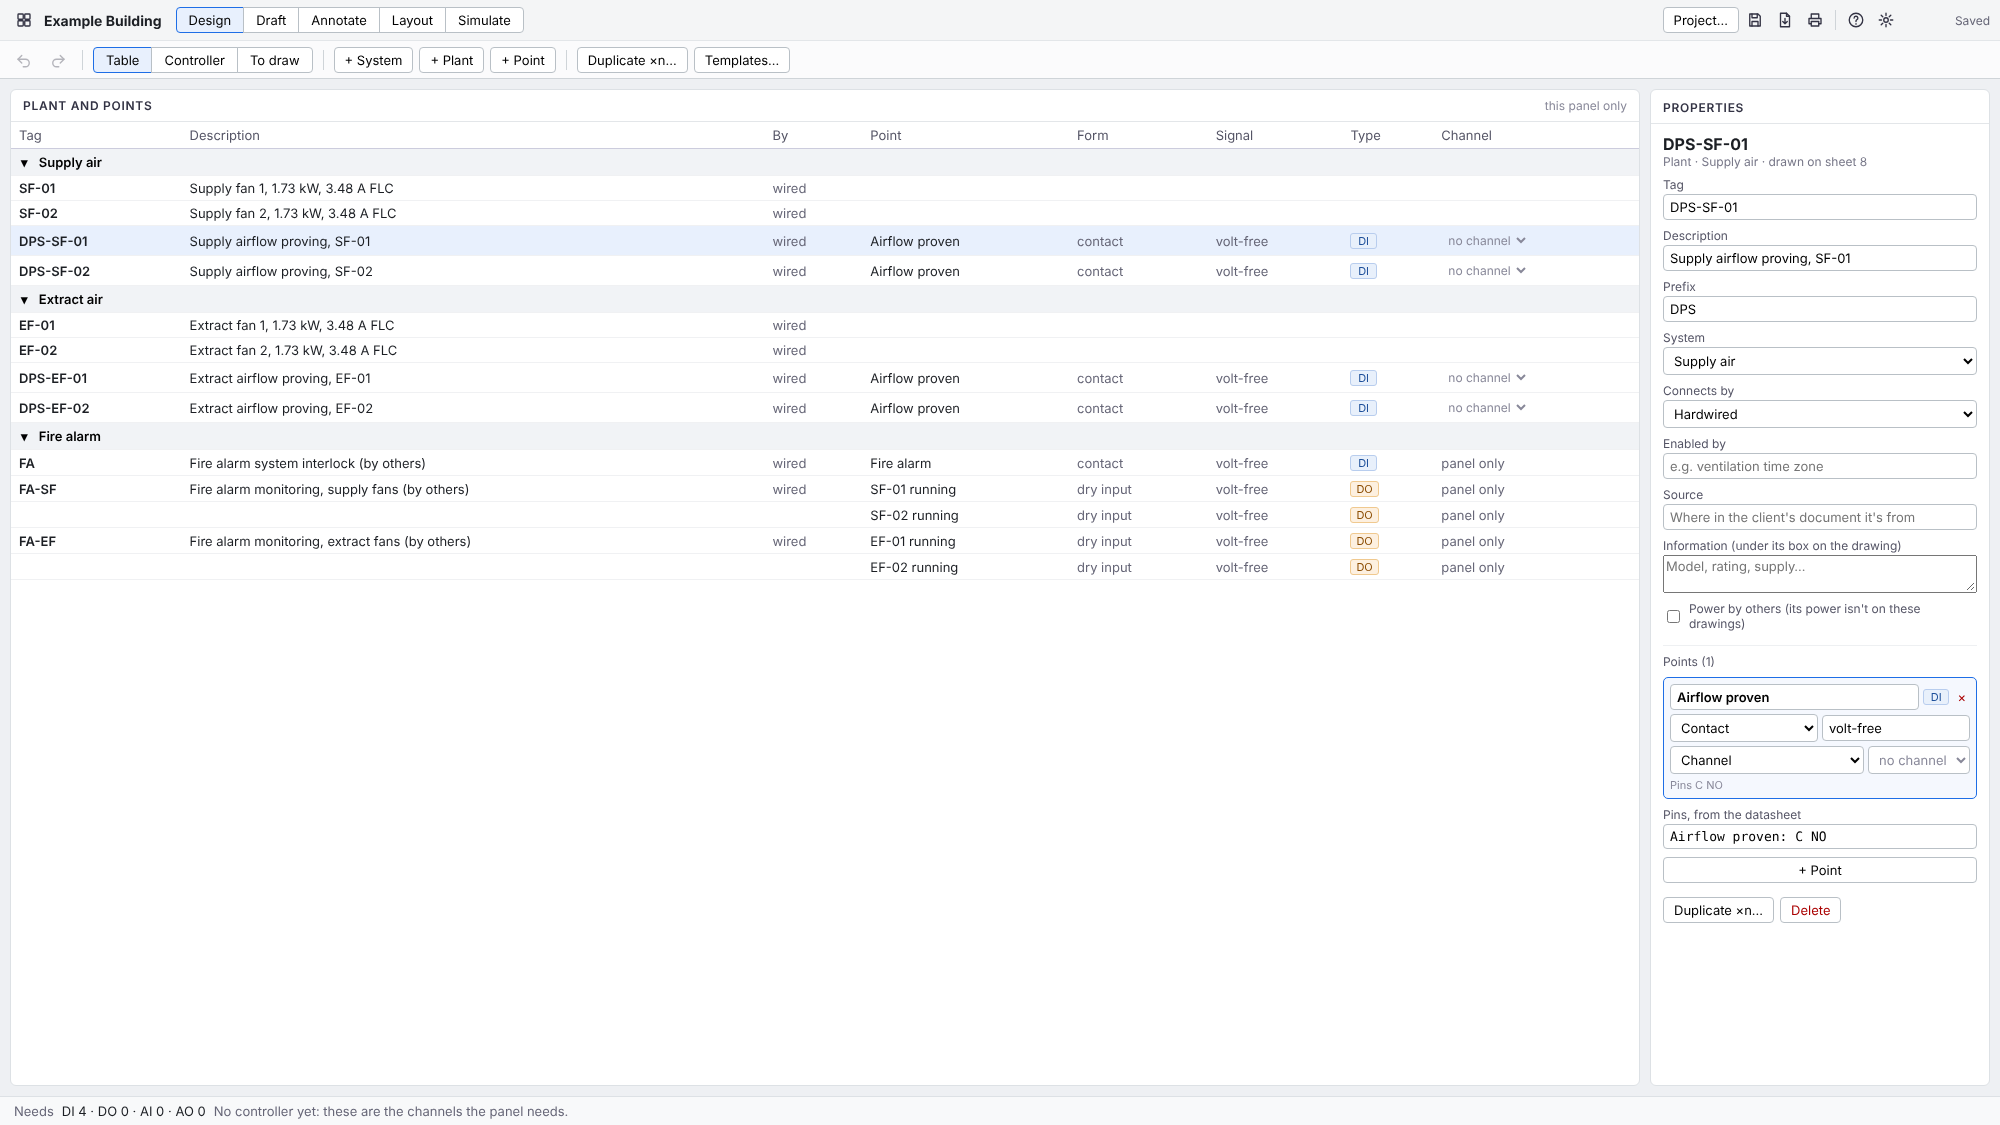 Example Building Design Draft Annotate Layout Simulate Project... Saved
Table Controller To draw + System + Plant + Point Duplicate ×n... Templates...
PLANT AND POINTS this panel only
Tag Description By Point Form Signal Type Channel
▼ Supply air
SF-01 Supply fan 1, 1.73 kW, 3.48 A FLC wired
SF-02 Supply fan 2, 1.73 kW, 3.48 A FLC wired
DPS-SF-01 Supply airflow proving, SF-01 wired Airflow proven contact volt-free DI no channel
DPS-SF-02 Supply airflow proving, SF-02 wired Airflow proven contact volt-free DI no channel
▼ Extract air
EF-01 Extract fan 1, 1.73 kW, 3.48 A FLC wired
EF-02 Extract fan 2, 1.73 kW, 3.48 A FLC wired
DPS-EF-01 Extract airflow proving, EF-01 wired Airflow proven contact volt-free DI no channel
DPS-EF-02 Extract airflow proving, EF-02 wired Airflow proven contact volt-free DI no channel
▼ Fire alarm
FA Fire alarm system interlock (by others) wired Fire alarm contact volt-free DI panel only
FA-SF Fire alarm monitoring, supply fans (by others) wired SF-01 running dry input volt-free DO panel only
SF-02 running dry input volt-free DO panel only
FA-EF Fire alarm monitoring, extract fans (by others) wired EF-01 running dry input volt-free DO panel only
EF-02 running dry input volt-free DO panel only
PROPERTIES
DPS-SF-01
Plant · Supply air · drawn on sheet 8
Tag
DPS-SF-01
Description
Supply airflow proving, SF-01
Prefix
DPS
System
Supply air
Connects by
Hardwired
Enabled by
e.g. ventilation time zone
Source
Where in the client's document it's from
Information (under its box on the drawing)
Model, rating, supply...
Power by others (its power isn't on these
drawings)
Points (1)
Airflow proven DI ×
Contact volt-free
Channel no channel
Pins C NO
Pins, from the datasheet
Airflow proven: C NO
+ Point
Duplicate ×n... Delete
Needs DI 4 · DO 0 · AI 0 · AO 0 No controller yet: these are the channels the panel needs.